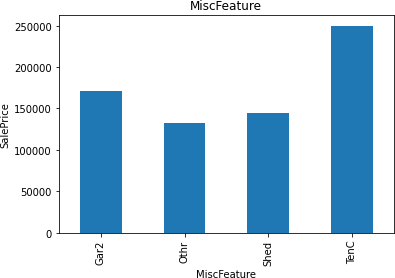 MiscFeature
250000
200000
150000
100000
50000
0
SalePrice
Gar2
Othr
Shed
TenC
MiscFeature